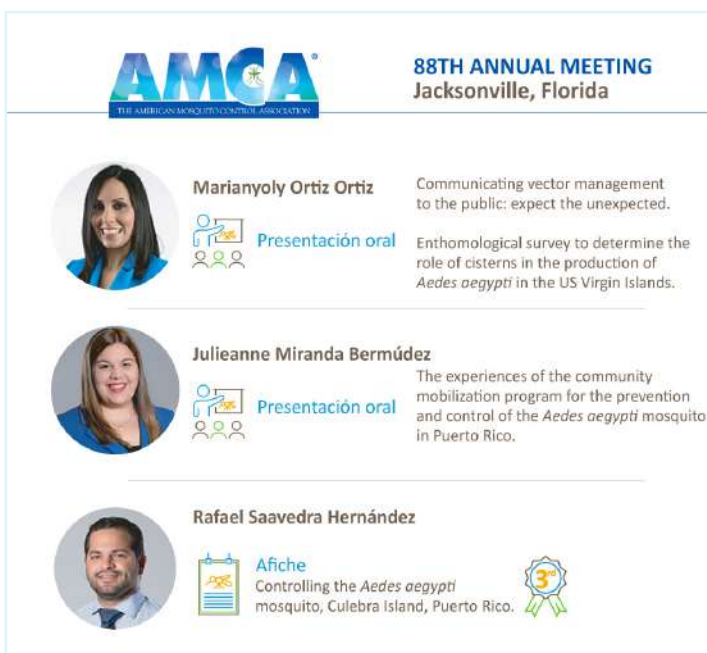 AMCA®
THE AMERICAN MOSQUITO CONTROL ASSOCIATION
88TH ANNUAL MEETING
Jacksonville, Florida
Marianyoly Ortiz Ortiz
Presentación oral
Communicating vector management
to the public: expect the unexpected.
Enthomological survey to determine the
role of cisterns in the production of
Aedes aegypti in the US Virgin Islands.
Julieanne Miranda Bermúdez
Presentación oral
The experiences of the community
mobilization program for the prevention
and control of the Aedes aegypti mosquito
in Puerto Rico.
Rafael Saavedra Hernández
Afiche
Controlling the Aedes aegypti
mosquito, Culebra Island, Puerto Rico.
3rd